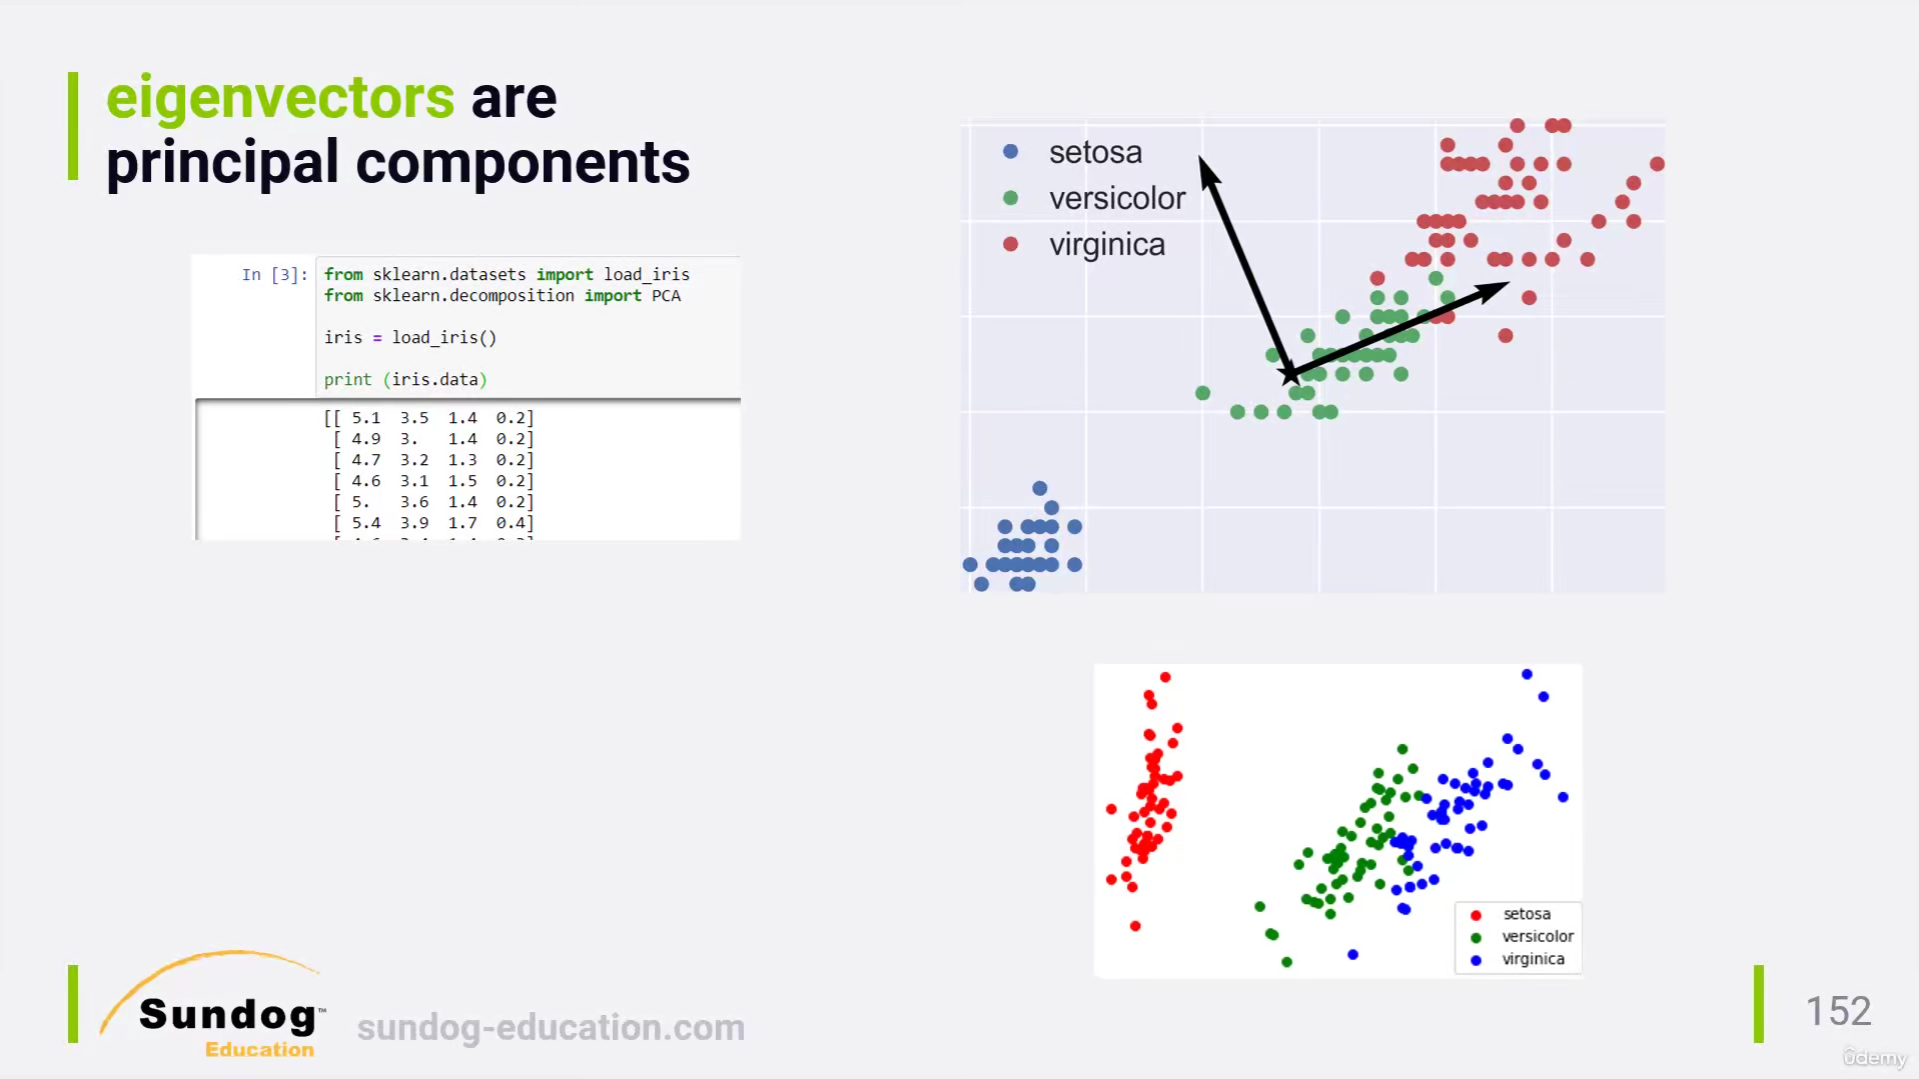 eigenvectors are
principal components
In [3]:
from sklearn.datasets import load_iris
from sklearn.decomposition import PCA
iris = load_iris()
print (iris.data)
[[ 5.1 3.5 1.4 0.2]
[ 4.9 3. 1.4 0.2]
[ 4.7 3.2 1.3 0.2]
[ 4.6 3.1 1.5 0.2]
[ 5. 3.6 1.4 0.2]
[ 5.4 3.9 1.7 0.4]
setosa
versicolor
virginica
setosa
versicolor
virginica
Sundog™
Education
sundog-education.com
152
ûdemy